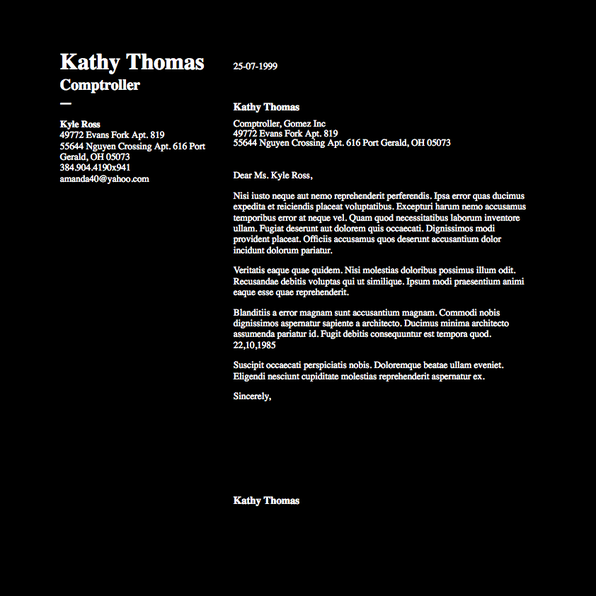 Kathy Thomas
Comptroller
Kyle Ross
49772 Evans Fork Apt. 819
55644 Nguyen Crossing Apt. 616 Port
Gerald, OH 05073
384.904.4190x941
amanda40@yahoo.com
25-07-1999
Kathy Thomas
Comptroller, Gomez Inc
49772 Evans Fork Apt. 819
55644 Nguyen Crossing Apt. 616 Port Gerald, OH 05073
Dear Ms. Kyle Ross,
Nisi iusto neque aut nemo reprehenderit perferendis. Ipsa error quas ducimus
expedita et reiciendis placeat voluptatibus. Excepturi harum nemo accusamus
temporibus error at neque vel. Quam quod necessitatibus laborum inventore
ullam. Fugiat deserunt aut dolorem quis occaecati. Dignissimos modi
provident placeat. Officiis accusamus quos deserunt accusantium dolor
incidunt dolorum pariatur.
Veritatis eaque quae quidem. Nisi molestias doloribus possimus illum odit.
Recusandae debitis voluptas qui ut similique. Ipsum modi praesentium animi
eaque esse quae reprehenderit.
Blanditiis a error magnam sunt accusantium magnam. Commodi nobis
dignissimos aspernatur sapiente a architecto. Ducimus minima architecto
assumenda pariatur id. Fugit debitis consequuntur est tempora quod.
22,10,1985
Suscipit occaecati perspiciatis nobis. Doloremque beatae ullam eveniet.
Eligendi nesciunt cupiditate molestias reprehenderit aspernatur ex.
Sincerely,
Kathy Thomas